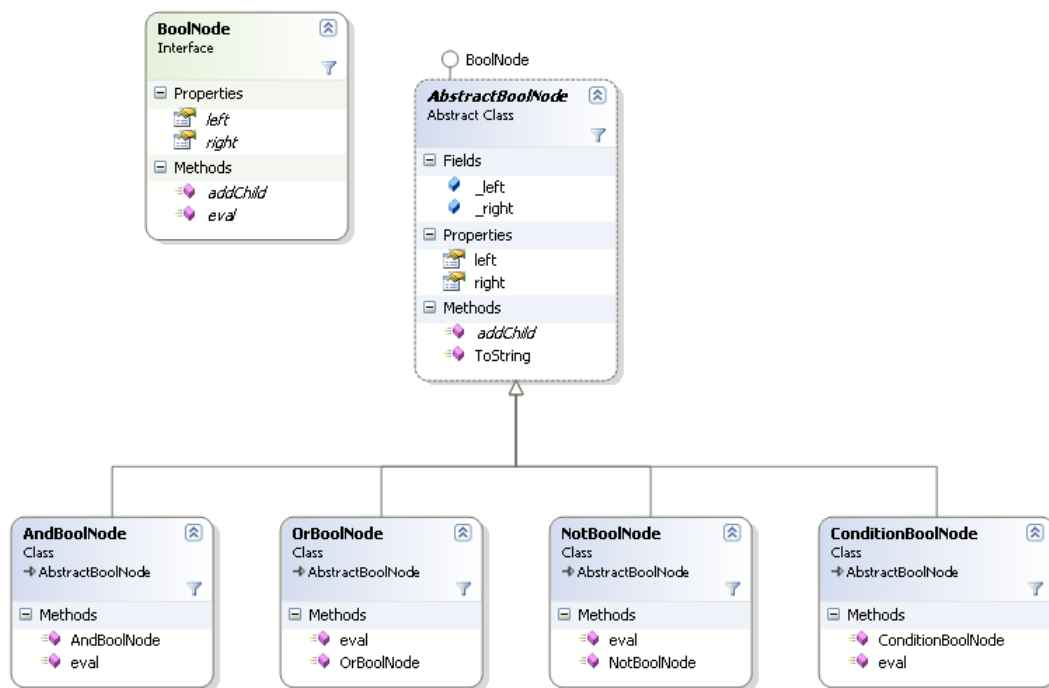 BoolNode
Interface
Properties
left
right
Methods
addChild
eval
BoolNode
AbstractBoolNode
Abstract Class
Fields
_left
_right
Properties
left
right
Methods
addChild
ToString
AndBoolNode
Class
AbstractBoolNode
Methods
AndBoolNode
eval
OrBoolNode
Class
AbstractBoolNode
Methods
eval
OrBoolNode
NotBoolNode
Class
AbstractBoolNode
Methods
eval
NotBoolNode
ConditionBoolNode
Class
AbstractBoolNode
Methods
ConditionBoolNode
eval